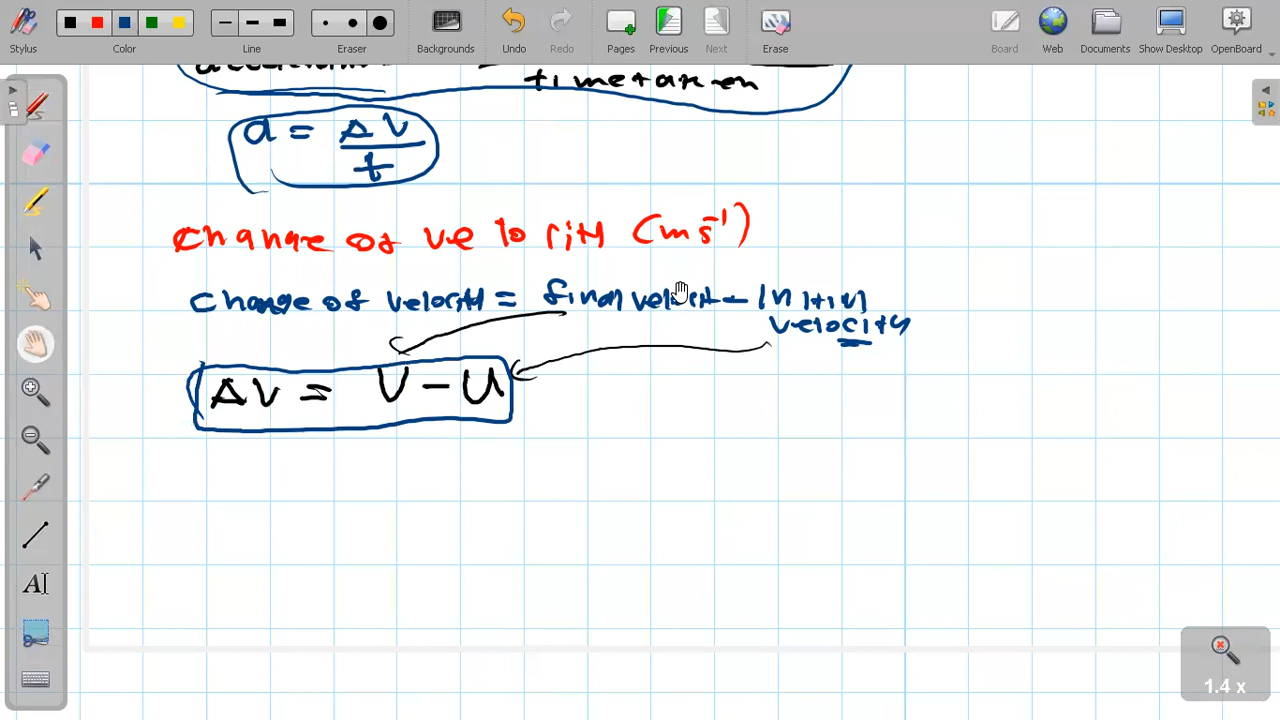 Stylus Color Line Eraser Backgrounds Undo Redo Pages Previous Next Erase Board Web Documents Show Desktop OpenBoard
time taken
a = ΔV
t
Change of velocity (ms⁻¹)
Change of velocity = final velocity - Initial
velocity
ΔV = V - U
1.4 x